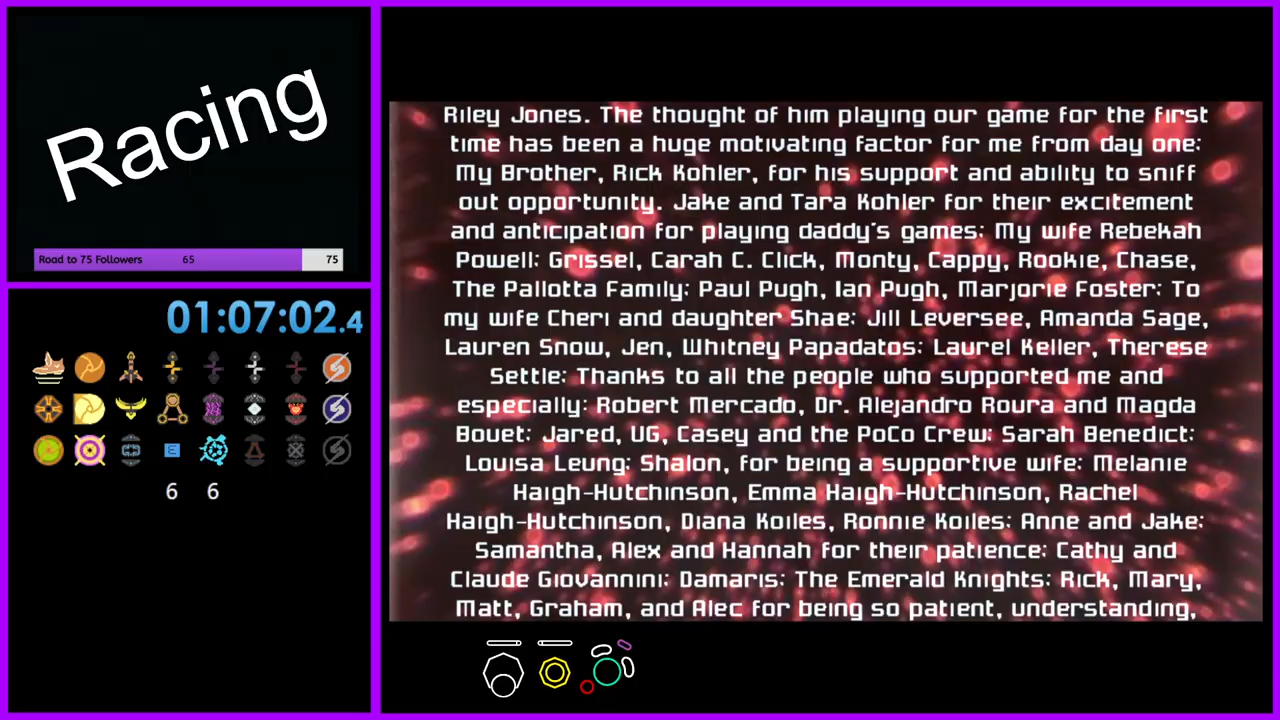 Racing
Road to 75 Followers 65 75
01:07:02.4
6 6
Riley Jones. The thought of him playing our game for the first
time has been a huge motivating factor for me from day one;
My Brother, Rick Kohler, for his support and ability to sniff
out opportunity. Jake and Tara Kohler for their excitement
and anticipation for playing daddy's games; My wife Rebekah
Powell; Grissel, Carah C. Click, Monty, Cappy, Rookie, Chase,
The Pallotta Family; Paul Pugh, Ian Pugh, Marjorie Foster; To
my wife Cheri and daughter Shae; Jill Leversee, Amanda Sage,
Lauren Snow, Jen, Whitney Papadatos; Laurel Keller, Therese
Settle; Thanks to all the people who supported me and
especially: Robert Mercado, Dr. Alejandro Roura and Magda
Bouet; Jared, UG, Casey and the PoCo Crew; Sarah Benedict;
Louisa Leung; Shalon, for being a supportive wife; Melanie
Haigh-Hutchinson, Emma Haigh-Hutchinson, Rachel
Haigh-Hutchinson, Diana Koiles, Ronnie Koiles; Anne and Jake;
Samantha, Alex and Hannah for their patience; Cathy and
Claude Giovannini; Damaris; The Emerald Knights; Rick, Mary,
Matt, Graham, and Alec for being so patient, understanding,